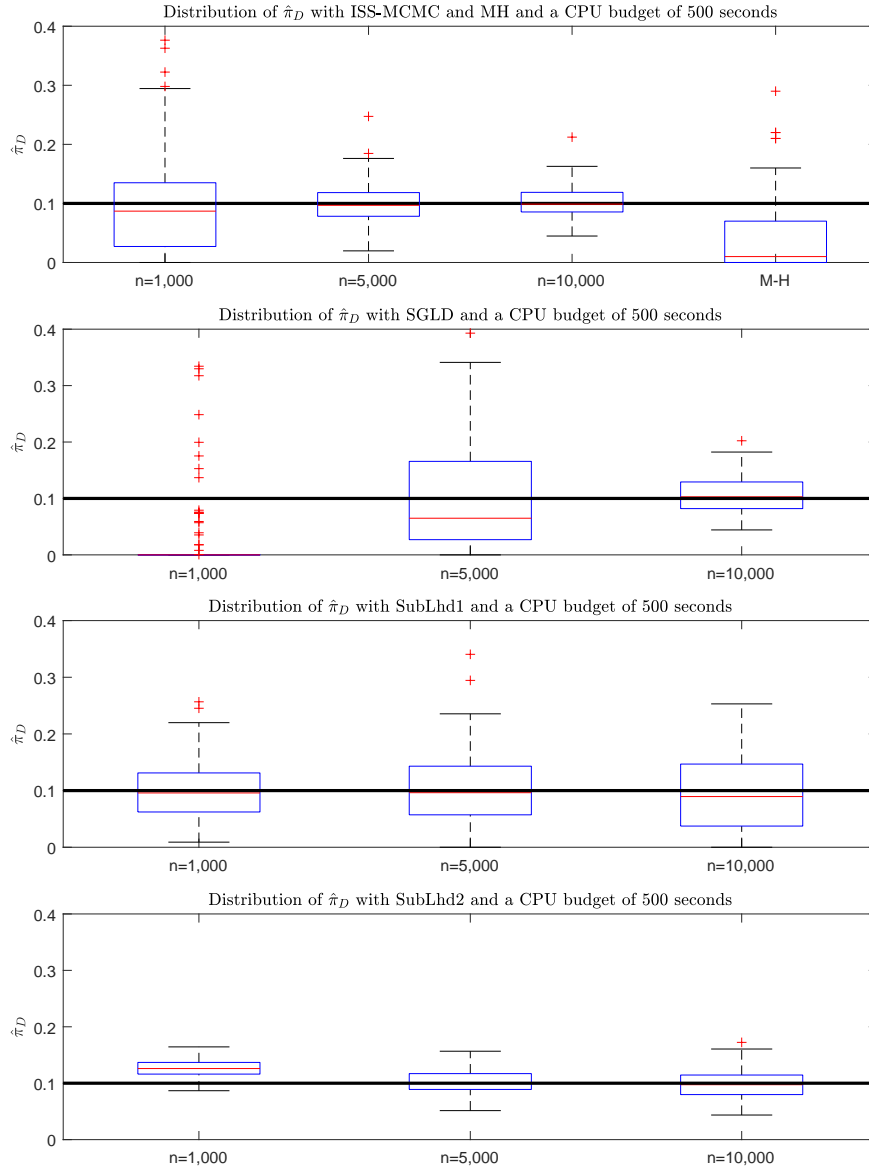 Distribution of π̂_D with ISS-MCMC and MH and a CPU budget of 500 seconds
0.4
0.3
0.2
0.1
0
π̂_D
n=1,000 n=5,000 n=10,000 M-H
Distribution of π̂_D with SGLD and a CPU budget of 500 seconds
0.4
0.3
0.2
0.1
0
π̂_D
n=1,000 n=5,000 n=10,000
Distribution of π̂_D with SubLhd1 and a CPU budget of 500 seconds
0.4
0.3
0.2
0.1
0
π̂_D
n=1,000 n=5,000 n=10,000
Distribution of π̂_D with SubLhd2 and a CPU budget of 500 seconds
0.4
0.3
0.2
0.1
0
π̂_D
n=1,000 n=5,000 n=10,000